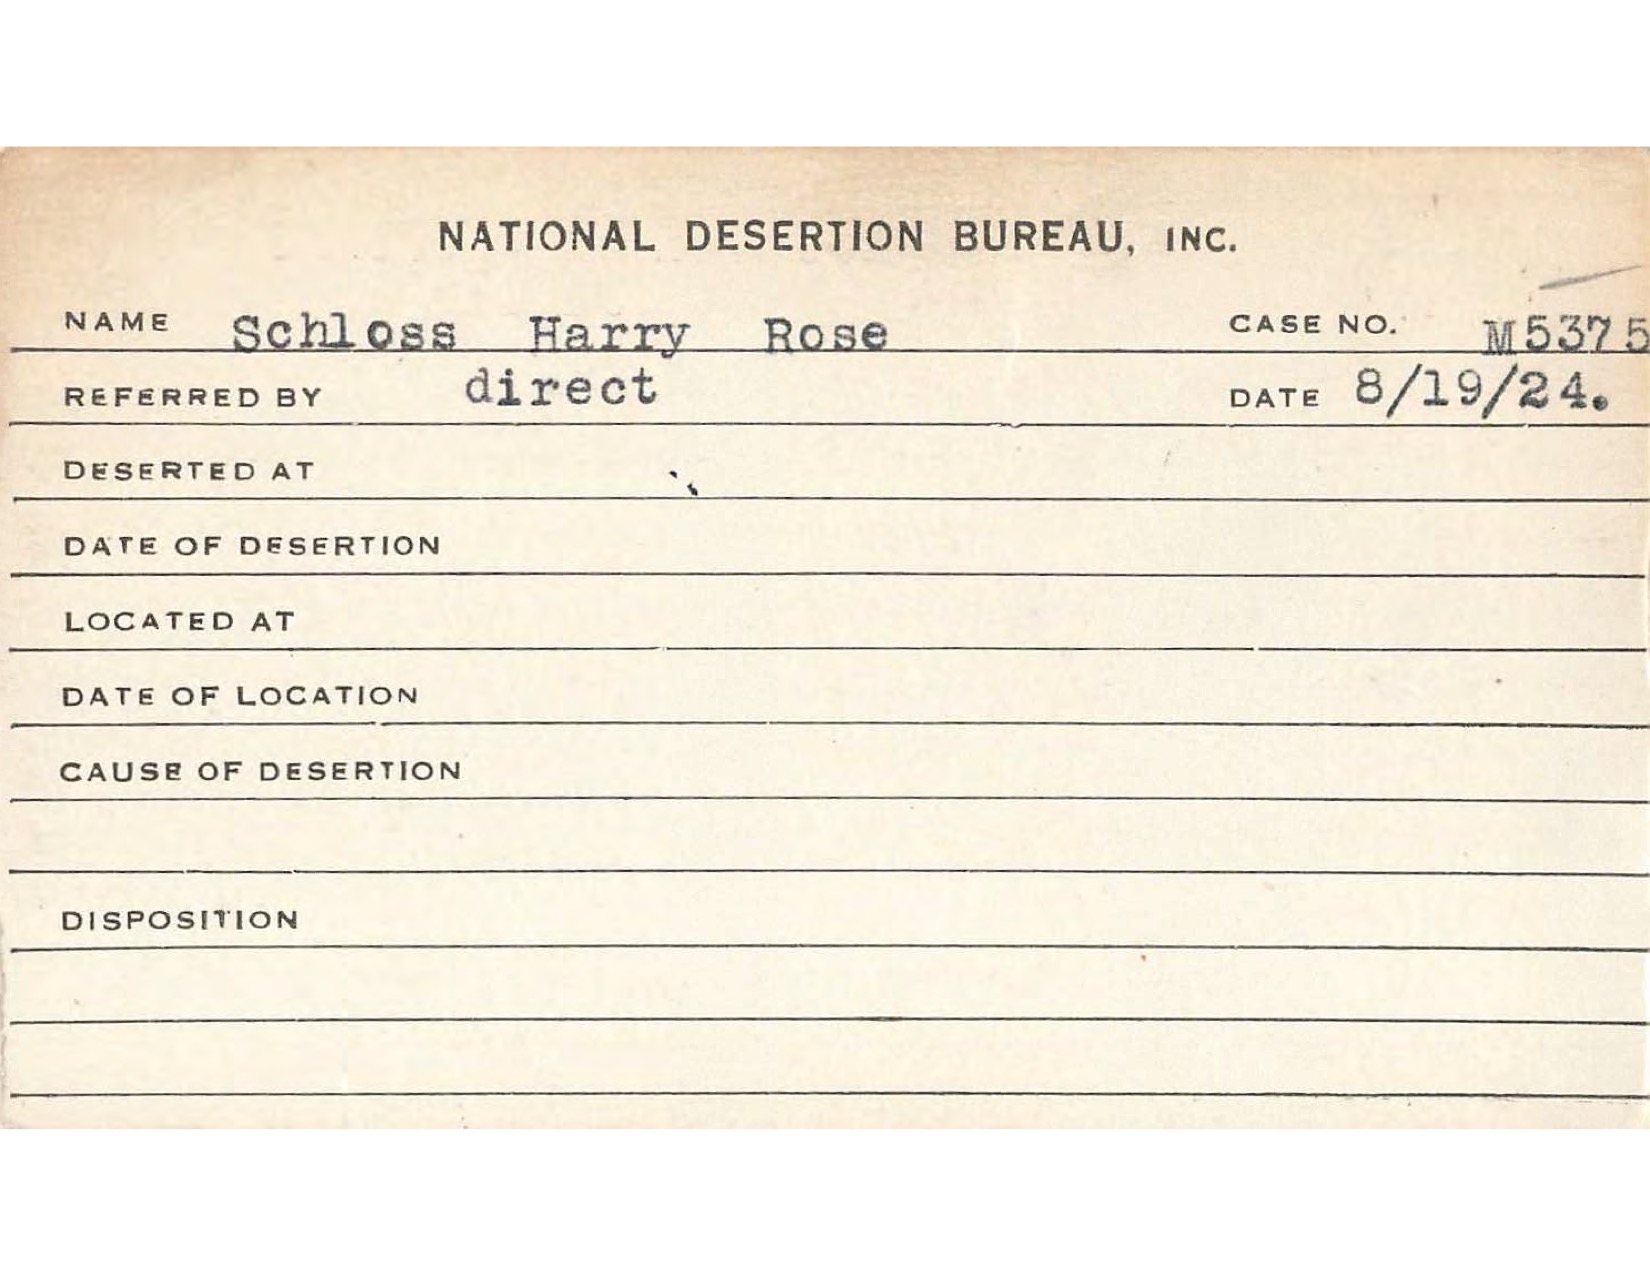 NATIONAL DESERTION BUREAU, INC.
NAME Schloss Harry Rose CASE NO. M5375
REFERRED BY direct DATE 8/19/24.
DESERTED AT
DATE OF DESERTION
LOCATED AT
DATE OF LOCATION
CAUSE OF DESERTION
DISPOSITION